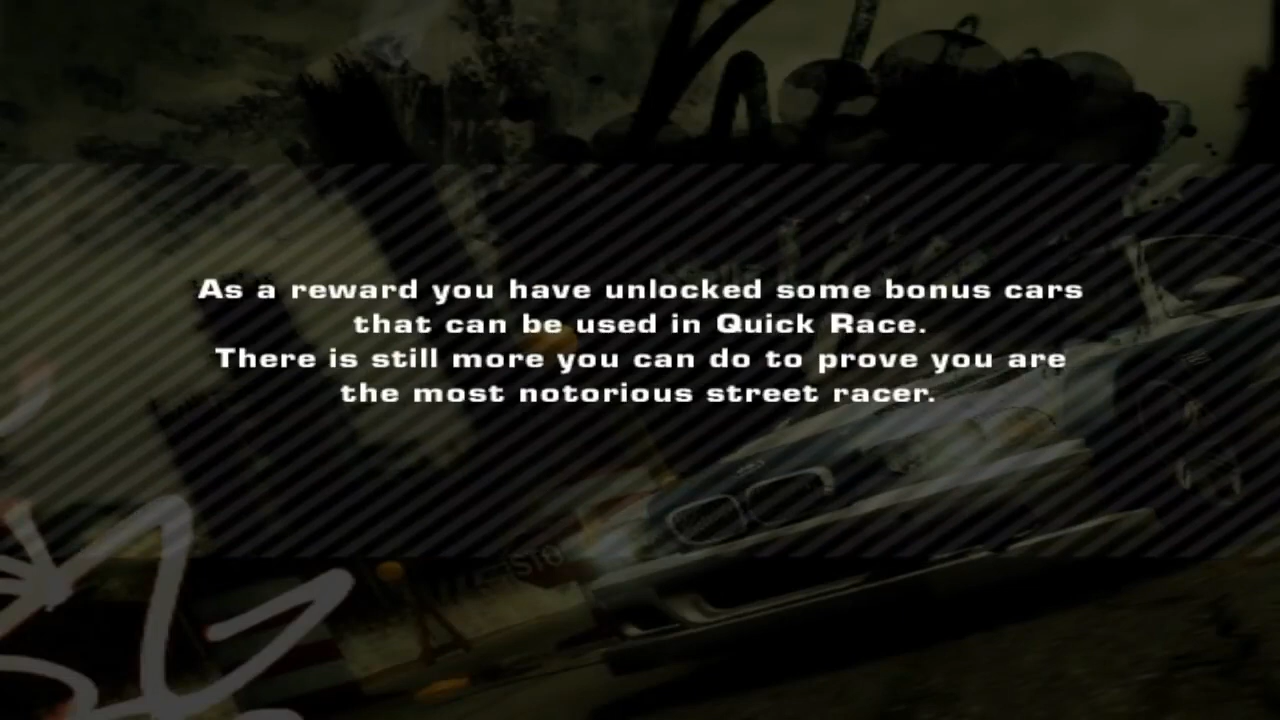 As a reward you have unlocked some bonus cars
that can be used in Quick Race.
There is still more you can do to prove you are
the most notorious street racer.
STO